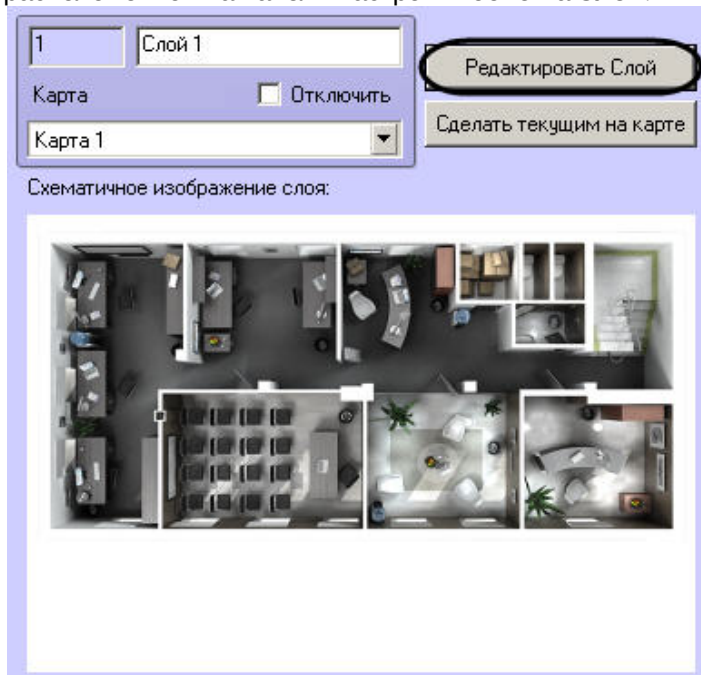 1
Слой 1
Редактировать Слой
Карта
Отключить
Сделать текущим на карте
Карта 1
Схематичное изображение слоя: